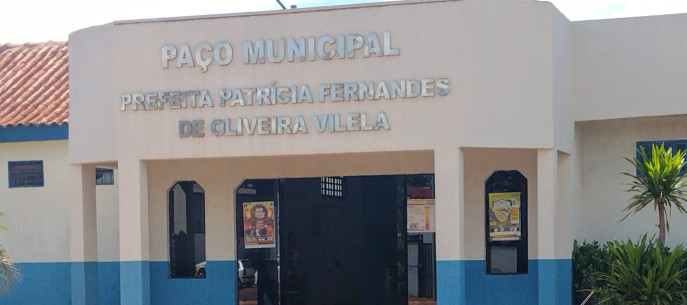 PAÇO MUNICIPAL
PREFEITA PATRÍCIA FERNANDES
DE OLIVEIRA VILELA